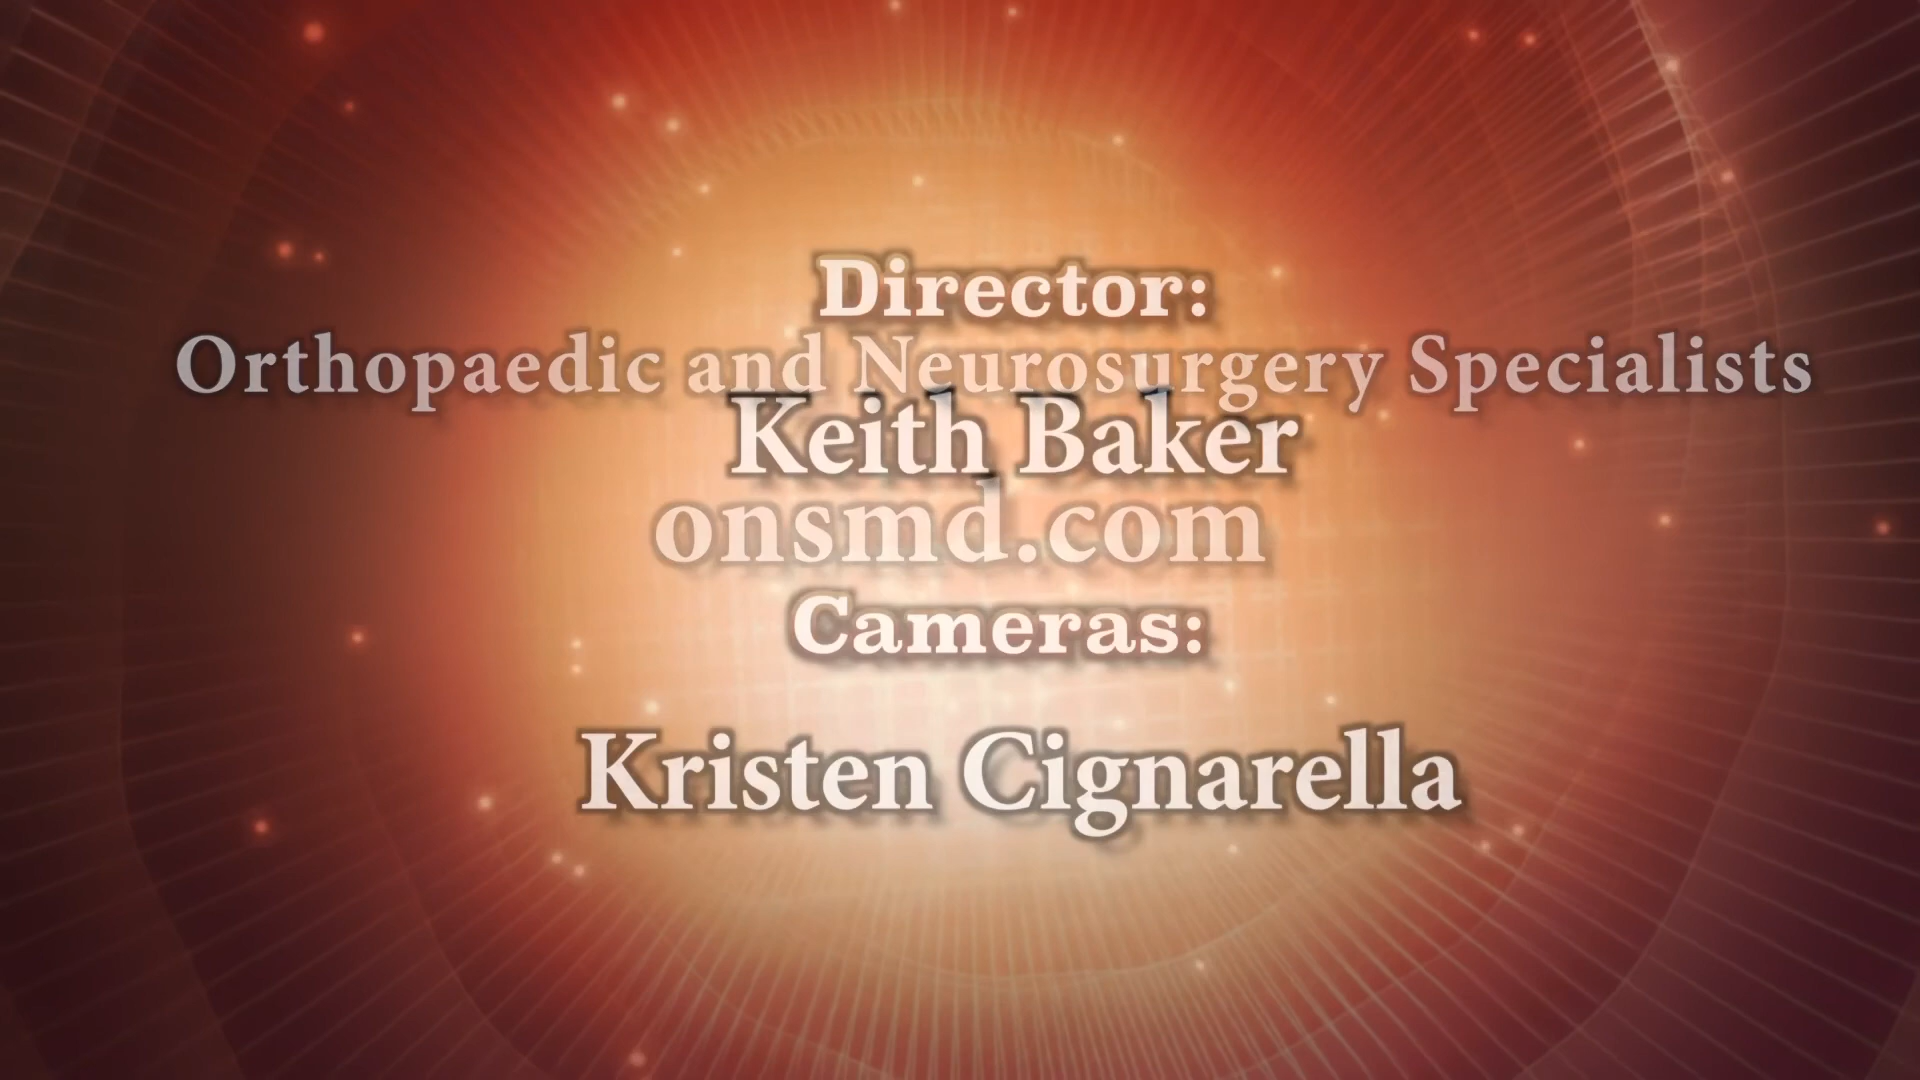 Director:
Orthopaedic and Neurosurgery Specialists
Keith Baker
onsmd.com
Cameras:
Kristen Cignarella